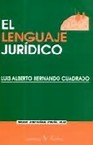 EL
LENGUAJE
JURÍDICO
LUIS ALBERTO HERNANDO CUADRADO